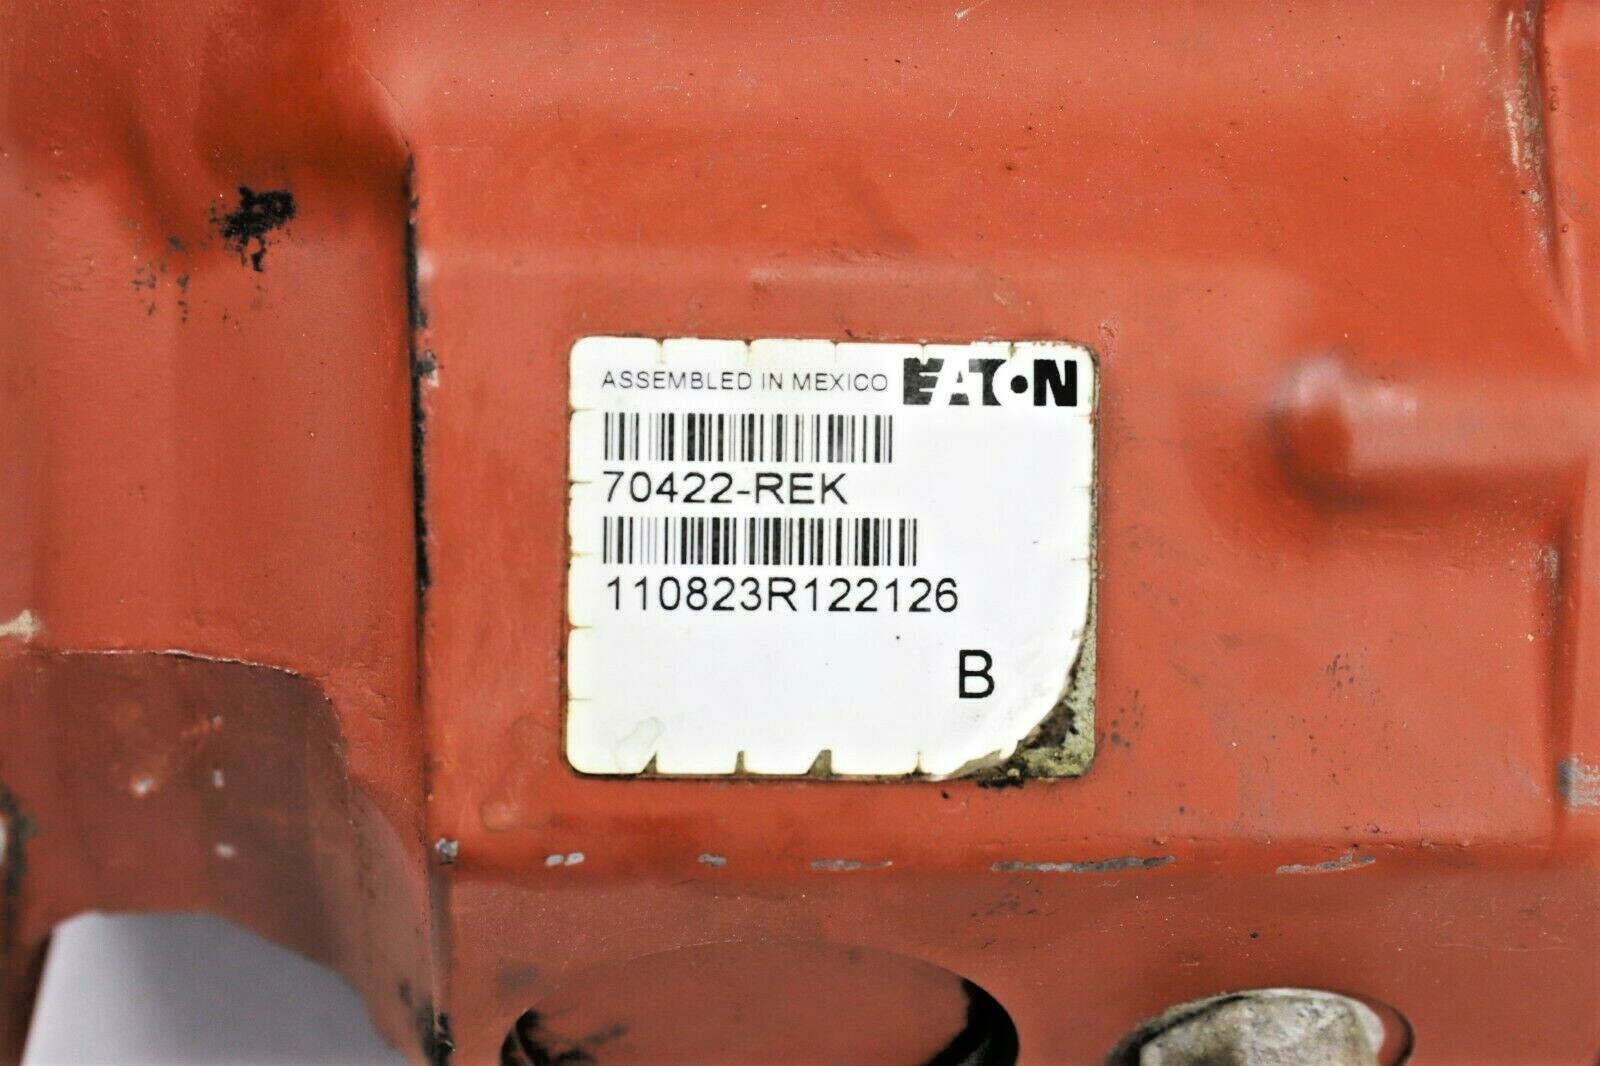 ASSEMBLED IN MEXICO EATON
70422-REK
110823R122126
B